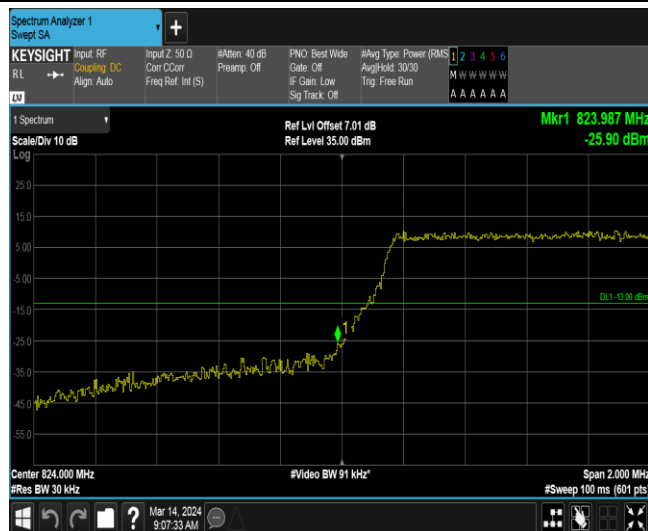 Spectrum Analyzer 1
Swept SA
+
KEYSIGHT
RL
Input: RF
Coupling: DC
Align: Auto
Input Z: 50 Ω
Corr CCorr
Freq Ref: Int (S)
#Atten: 40 dB
Preamp: Off
PNO: Best Wide
Gate: Off
IF Gain: Low
Sig Track: Off
#Avg Type: Power (RMS
Avg|Hold: 30/30
Trig: Free Run
1 2 3 4 5 6
M W W W W W
A A A A A A
1 Spectrum
Scale/Div 10 dB
Log
Ref Lvl Offset 7.01 dB
Ref Level 35.00 dBm
Mkr1 823.987 MHz
-25.90 dBm
25.0
15.0
5.00
-5.00
-15.0
-25.0
-35.0
-45.0
-55.0
DL1 -13.00 dBm
1
Center 824.000 MHz
#Res BW 30 kHz
#Video BW 91 kHz*
Span 2.000 MHz
#Sweep 100 ms (601 pts)
?
Mar 14, 2024
9:07:33 AM